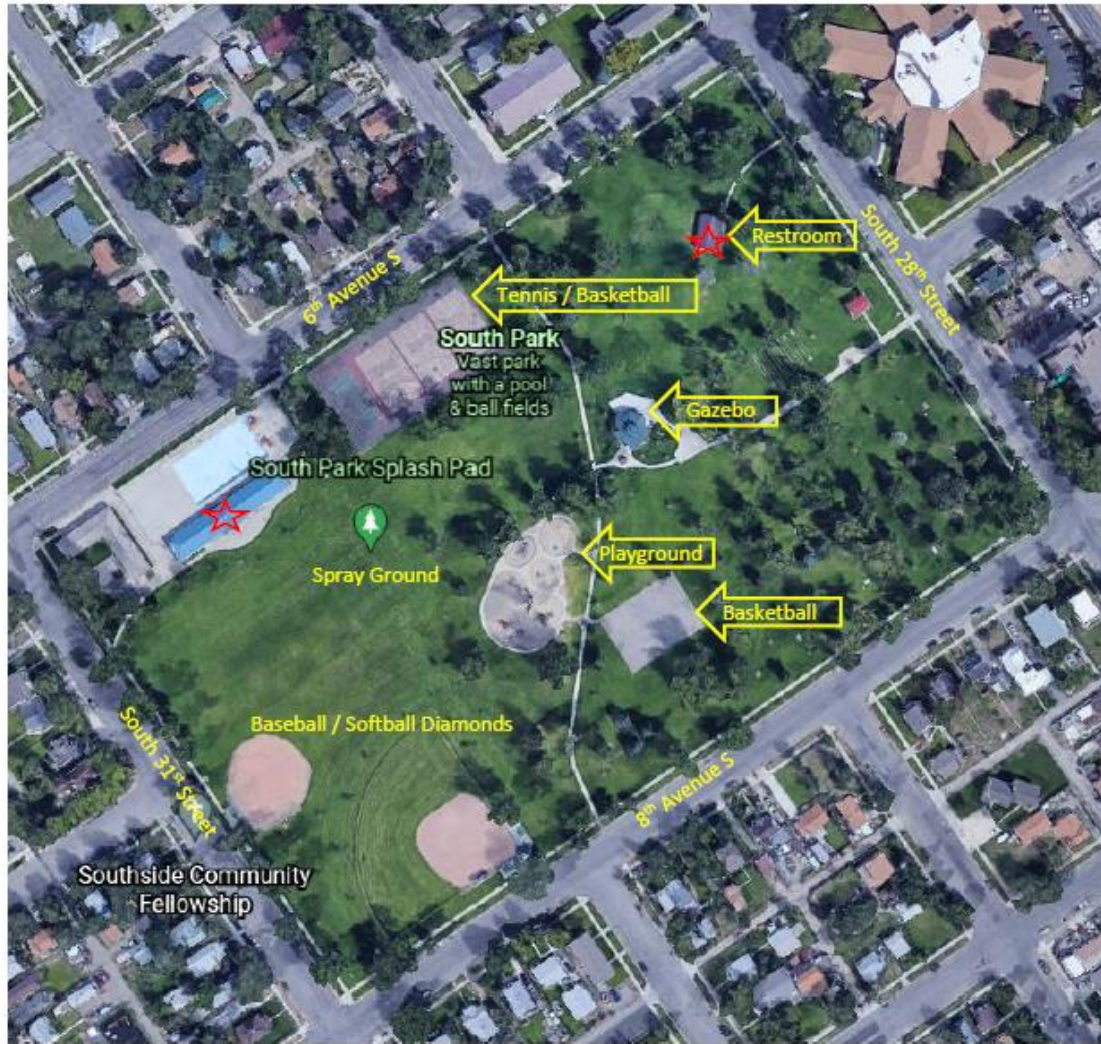 Restroom
South 28th Street
6th Avenue S
Tennis / Basketball
South Park
Vast park
with a pool
& ball fields
Gazebo
South Park Splash Pad
Playground
Spray Ground
Basketball
Baseball / Softball Diamonds
South 31st Street
8th Avenue S
Southside Community
Fellowship